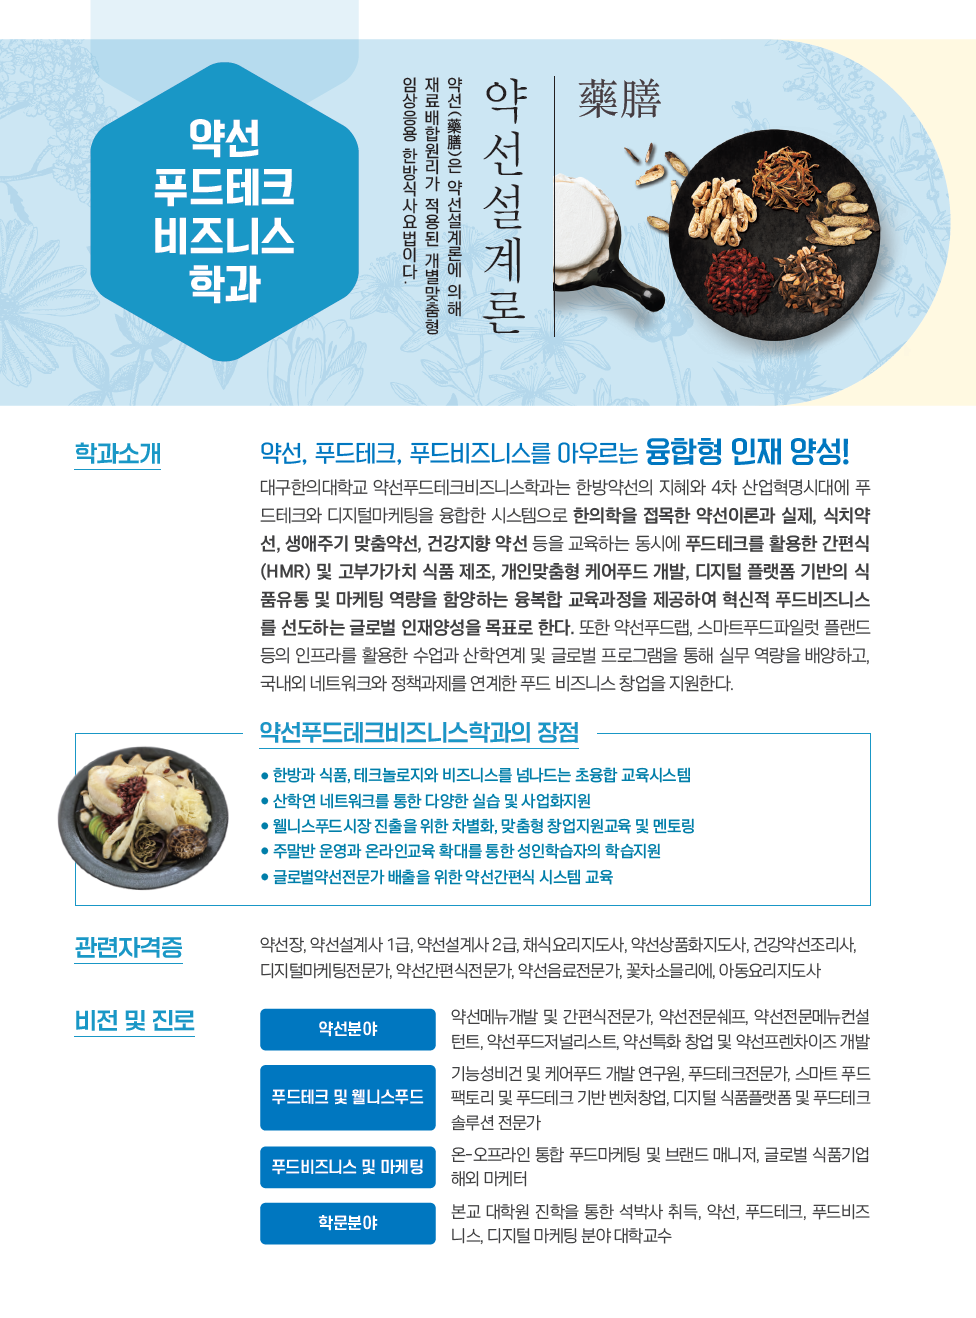 약선
푸드테크
비즈니스
학과
藥膳
약선설계론
약선(藥膳)은 약선설계론에 의해
재료배합원리가 적용된 개별맞춤형
임상응용 한방식사요법이다.
학과소개
약선, 푸드테크, 푸드비즈니스를 아우르는 융합형 인재 양성!
대구한의대학교 약선푸드테크비즈니스학과는 한방약선의 지혜와 4차 산업혁명시대에 푸
드테크와 디지털마케팅을 융합한 시스템으로 한의학을 접목한 약선이론과 실제, 식치약
선, 생애주기 맞춤약선, 건강지향 약선 등을 교육하는 동시에 푸드테크를 활용한 간편식
(HMR) 및 고부가가치 식품 제조, 개인맞춤형 케어푸드 개발, 디지털 플랫폼 기반의 식
품유통 및 마케팅 역량을 함양하는 융복합 교육과정을 제공하여 혁신적 푸드비즈니스
를 선도하는 글로벌 인재양성을 목표로 한다. 또한 약선푸드랩, 스마트푸드파일럿 플랜드
등의 인프라를 활용한 수업과 산학연계 및 글로벌 프로그램을 통해 실무 역량을 배양하고,
국내외 네트워크와 정책과제를 연계한 푸드 비즈니스 창업을 지원한다.
약선푸드테크비즈니스학과의 장점
● 한방과 식품, 테크놀로지와 비즈니스를 넘나드는 초융합 교육시스템
● 산학연 네트워크를 통한 다양한 실습 및 사업화지원
● 웰니스푸드시장 진출을 위한 차별화, 맞춤형 창업지원교육 및 멘토링
● 주말반 운영과 온라인교육 확대를 통한 성인학습자의 학습지원
● 글로벌약선전문가 배출을 위한 약선간편식 시스템 교육
관련자격증
약선장, 약선설계사 1급, 약선설계사 2급, 채식요리지도사, 약선상품화지도사, 건강약선조리사,
디지털마케팅전문가, 약선간편식전문가, 약선음료전문가, 꽃차소믈리에, 아동요리지도사
비전 및 진로
약선분야
약선메뉴개발 및 간편식전문가, 약선전문쉐프, 약선전문메뉴컨설
턴트, 약선푸드저널리스트, 약선특화 창업 및 약선프렌차이즈 개발
푸드테크 및 웰니스푸드
기능성비건 및 케어푸드 개발 연구원, 푸드테크전문가, 스마트 푸드
팩토리 및 푸드테크 기반 벤처창업, 디지털 식품플랫폼 및 푸드테크
솔루션 전문가
푸드비즈니스 및 마케팅
온-오프라인 통합 푸드마케팅 및 브랜드 매니저, 글로벌 식품기업
해외 마케터
학문분야
본교 대학원 진학을 통한 석박사 취득, 약선, 푸드테크, 푸드비즈
니스, 디지털 마케팅 분야 대학교수